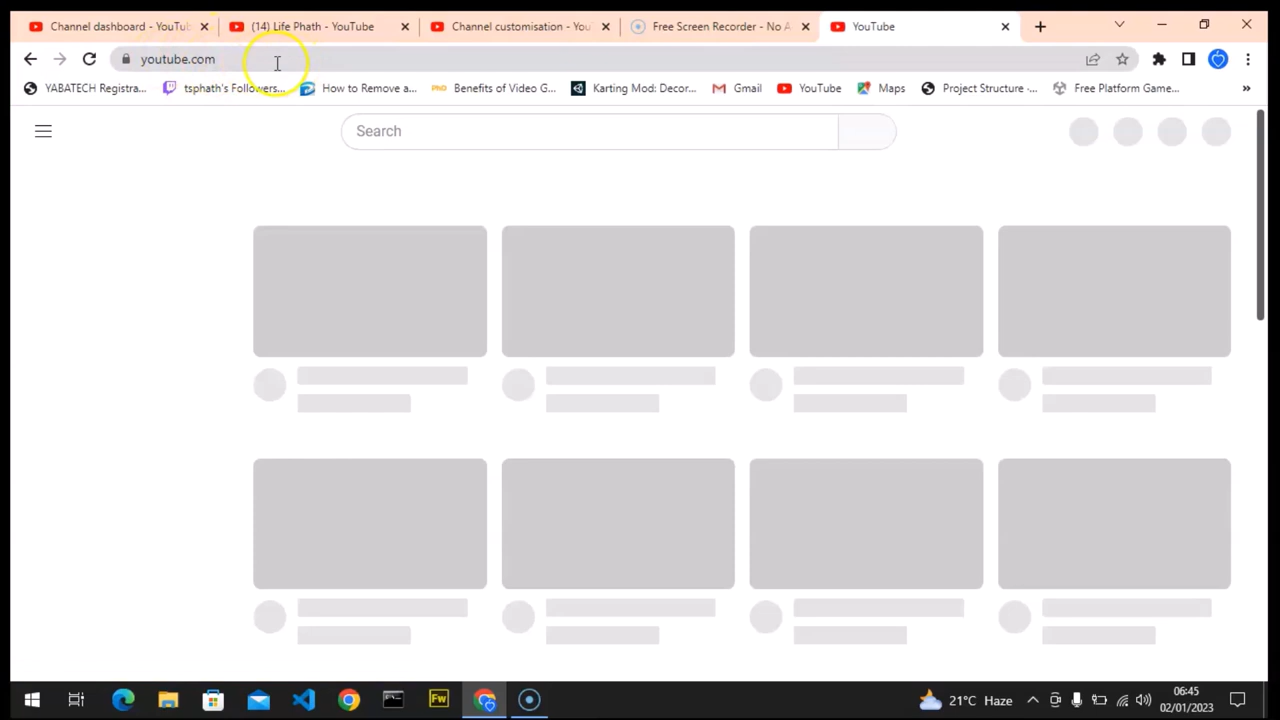 Channel dashboard - YouTub
(14) Life Phath - YouTube
Channel customisation - You
Free Screen Recorder - No A
YouTube
youtube.com
YABATECH Registra...
tsphath's Followers...
How to Remove a...
Benefits of Video G...
Karting Mod: Decor...
Gmail
YouTube
Maps
Project Structure -...
Free Platform Game...
»
Search
Fw
21°C Haze
06:45
02/01/2023